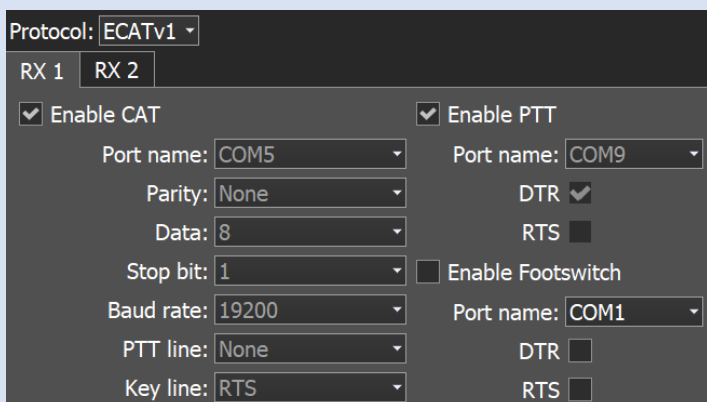 Protocol: ECATv1
RX 1 RX 2
Enable CAT
Port name: COM5
Parity: None
Data: 8
Stop bit: 1
Baud rate: 19200
PTT line: None
Key line: RTS
Enable PTT
Port name: COM9
DTR
RTS
Enable Footswitch
Port name: COM1
DTR
RTS